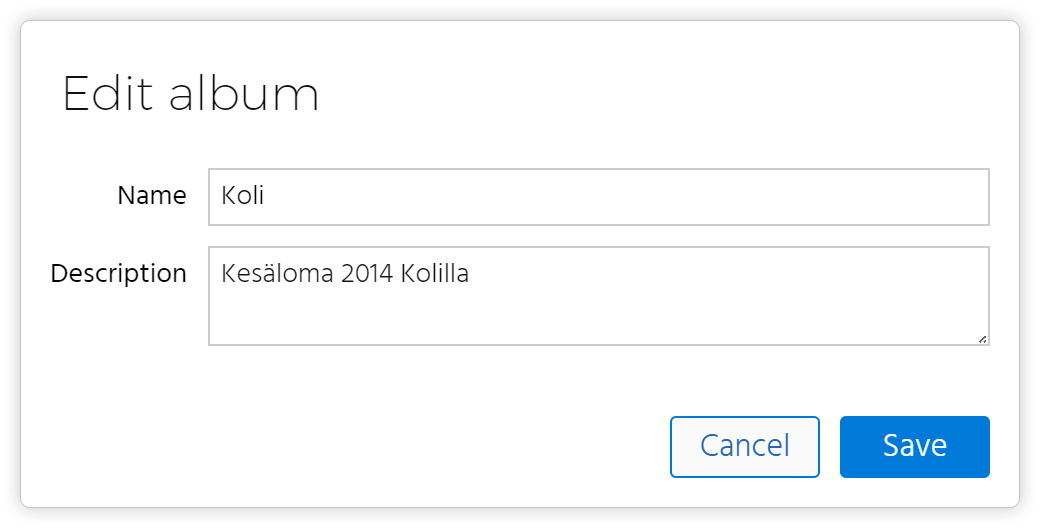 Edit album
Name
Koli
Description
Kesäloma 2014 Kolilla
Cancel
Save